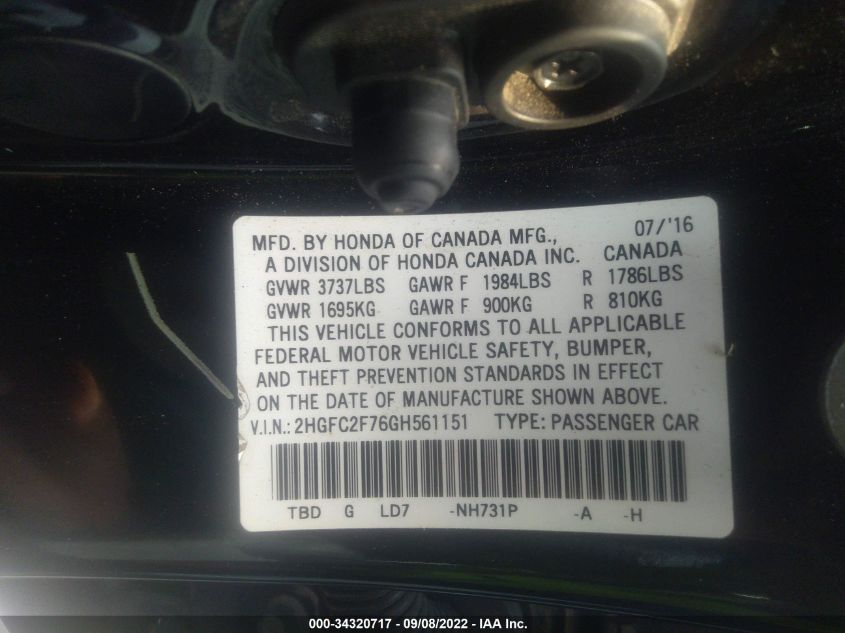 07/'16
MFD. BY HONDA OF CANADA MFG.,
A DIVISION OF HONDA CANADA INC. CANADA
GVWR 3737LBS GAWR F 1984LBS R 1786LBS
GVWR 1695KG GAWR F 900KG R 810KG
THIS VEHICLE CONFORMS TO ALL APPLICABLE
FEDERAL MOTOR VEHICLE SAFETY, BUMPER,
AND THEFT PREVENTION STANDARDS IN EFFECT
ON THE DATE OF MANUFACTURE SHOWN ABOVE.
V.I.N.: 2HGFC2F76GH561151 TYPE: PASSENGER CAR
TBD G LD7 -NH731P -A -H
000-34320717 - 09/08/2022 - IAA Inc.